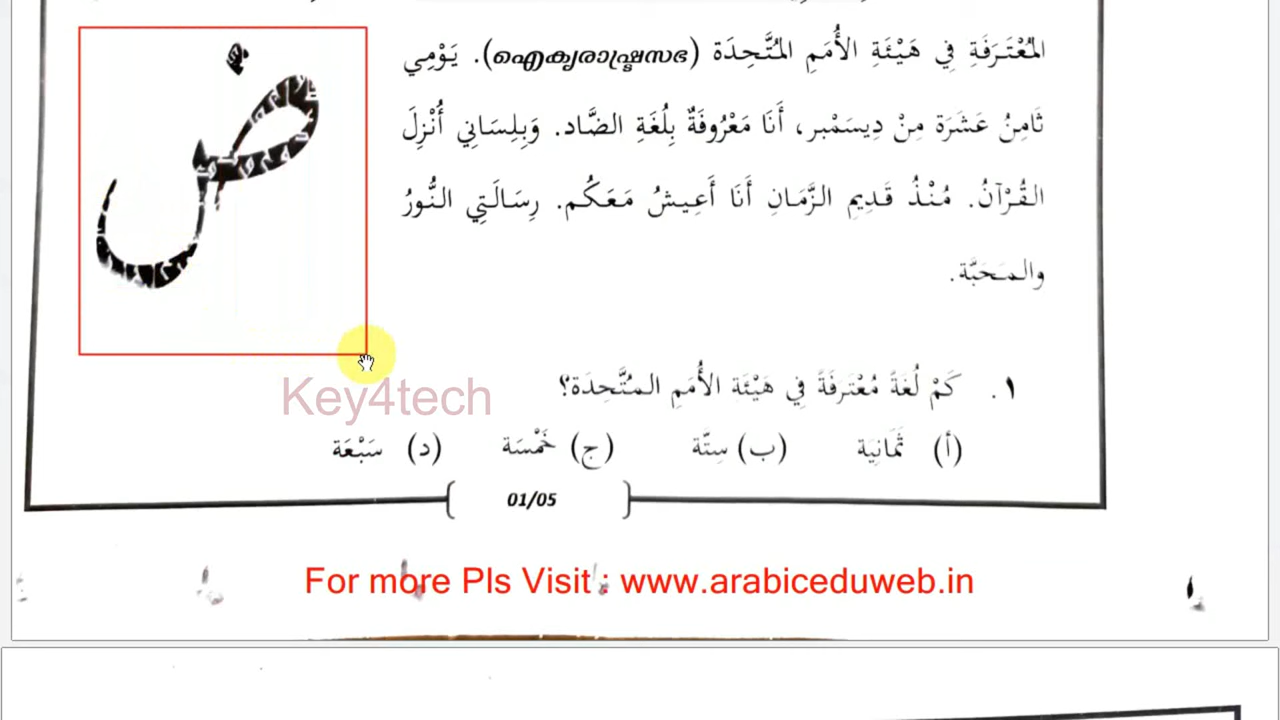 ض
المُعْتَرَفَةِ فِي هَيْئَةِ الأُمَمِ المُتَّحِدَة (ഐക്യരാഷ്ട്രസഭ). يَوْمِي
ثَامِنُ عَشَرَة مِنْ دِيسَمْبر، أَنَا مَعْرُوفَةٌ بِلُغَةِ الضَّاد. وَبِلِسَانِي أُنْزِلَ
القُرْآنُ. مُنْذُ قَدِيمِ الزَّمَانِ أَنَا أَعِيشُ مَعَكُم. رِسَالَتِي النُّورُ
والمَحَبَّة.
١. كَمْ لُغَةً مُعْتَرَفَةً فِي هَيْئَة الأُمَمِ المُتَّحِدَة؟
(أ) ثَمَانِيَة (ب) سِتَّة (ج) خَمْسَة (د) سَبْعَة
Key4tech
01/05
For more Pls Visit : www.arabiceduweb.in